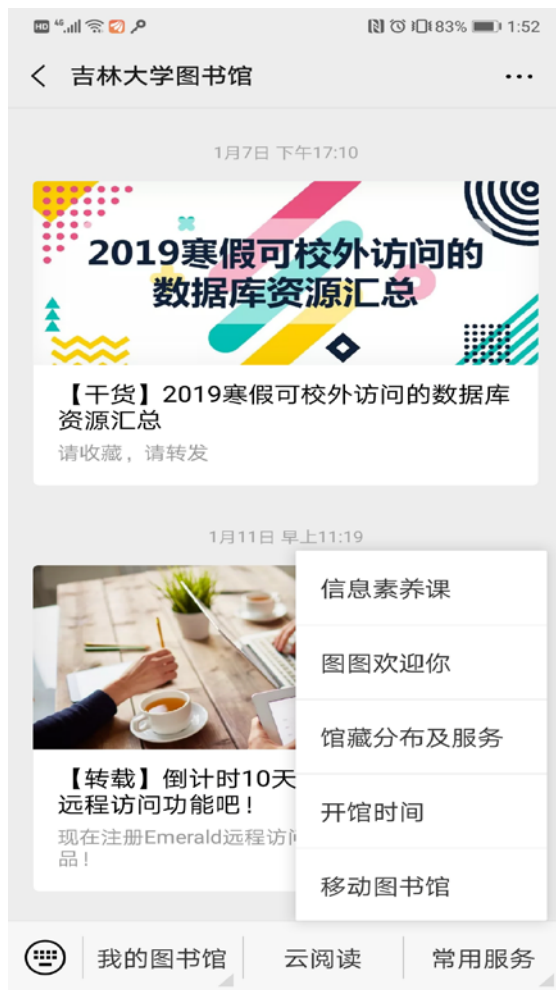 HD 46 83% 1:52
吉林大学图书馆
1月7日 下午17:10
2019寒假可校外访问的
数据库资源汇总
【干货】2019寒假可校外访问的数据库
资源汇总
请收藏，请转发
1月11日 早上11:19
【转载】倒计时10天
远程访问功能吧！
现在注册Emerald远程访问
品！
信息素养课
图图欢迎你
馆藏分布及服务
开馆时间
移动图书馆
我的图书馆
云阅读
常用服务